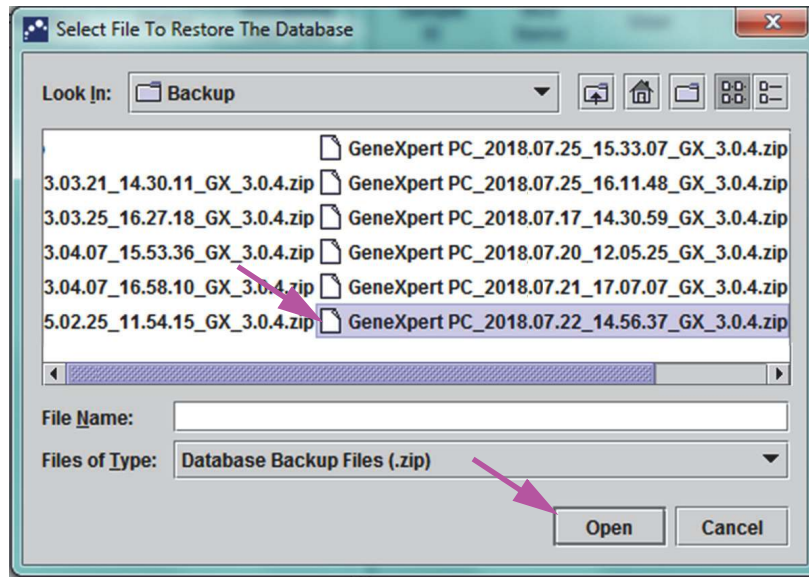 Select File To Restore The Database
Look In: Backup
GeneXpert PC_2018.07.25_15.33.07_GX_3.0.4.zip
3.03.21_14.30.11_GX_3.0.4.zip GeneXpert PC_2018.07.25_16.11.48_GX_3.0.4.zip
3.03.25_16.27.18_GX_3.0.4.zip GeneXpert PC_2018.07.17_14.30.59_GX_3.0.4.zip
3.04.07_15.53.36_GX_3.0.4.zip GeneXpert PC_2018.07.20_12.05.25_GX_3.0.4.zip
3.04.07_16.58.10_GX_3.0.4.zip GeneXpert PC_2018.07.21_17.07.07_GX_3.0.4.zip
5.02.25_11.54.15_GX_3.0.4.zip GeneXpert PC_2018.07.22_14.56.37_GX_3.0.4.zip
File Name:
Files of Type: Database Backup Files (.zip)
Open Cancel